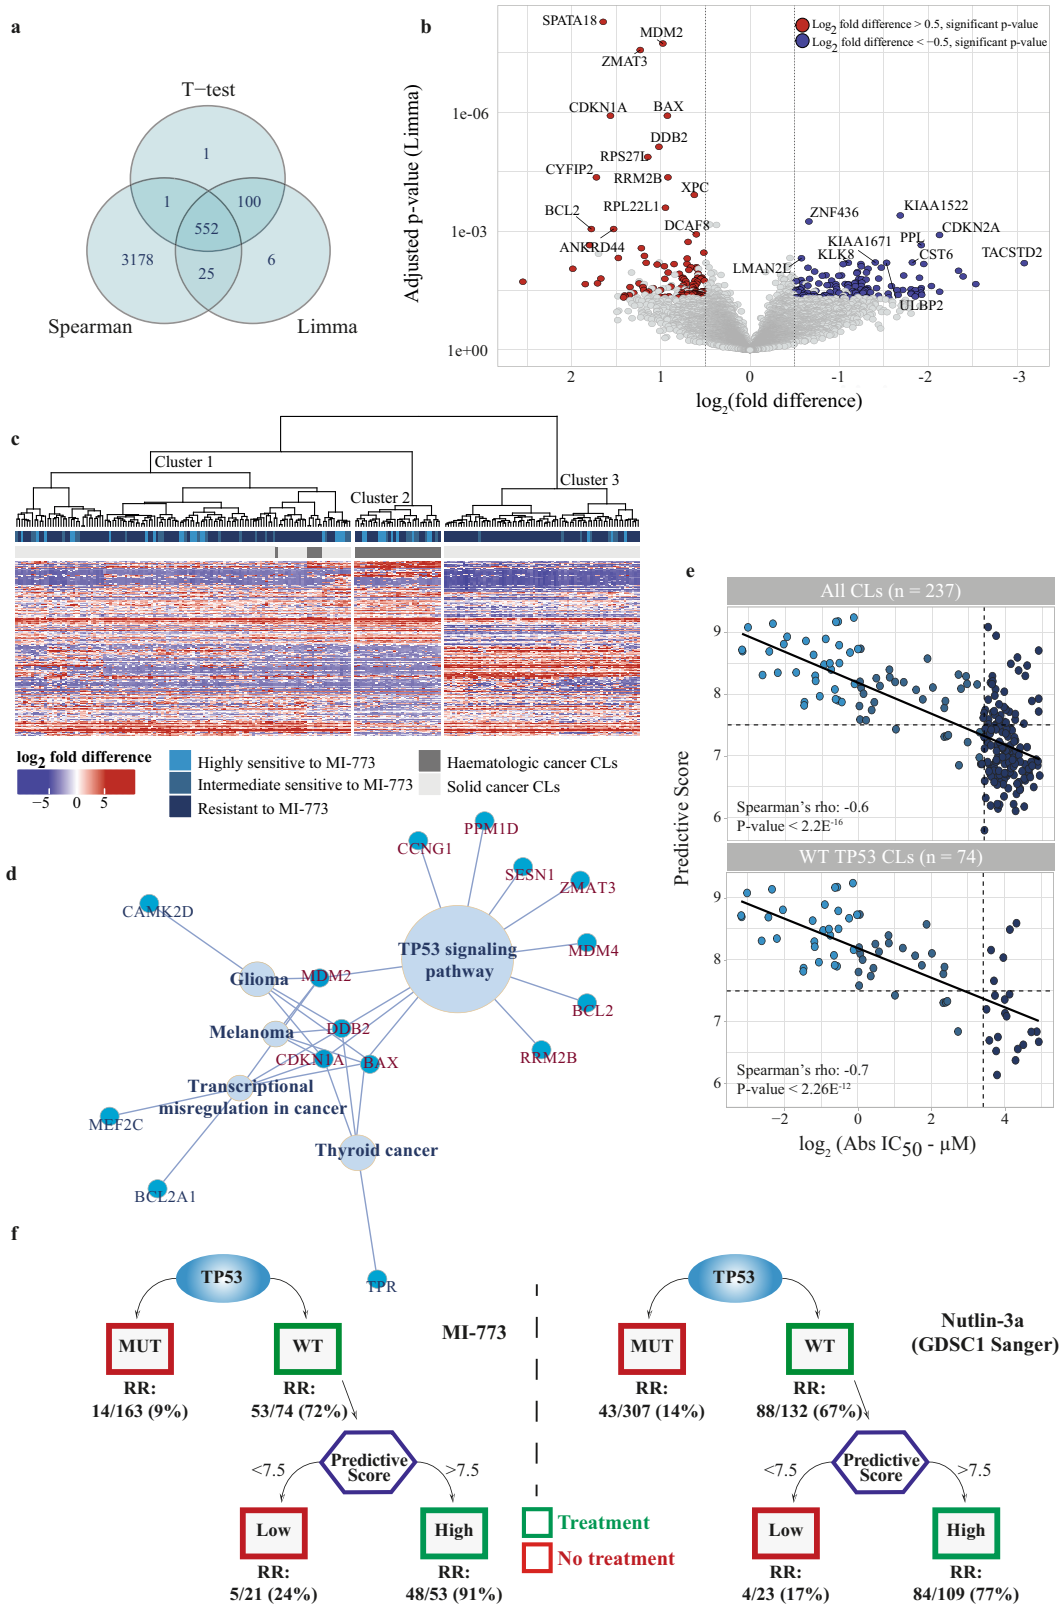 a
T−test
1
1
100
552
3178
25
6
Spearman
Limma
b
Log2 fold difference > 0.5, significant p-value
Log2 fold difference < −0.5, significant p-value
SPATA18
MDM2
ZMAT3
CDKN1A
BAX
DDB2
RPS27L
CYFIP2
RRM2B
XPC
BCL2
RPL22L1
DCAF8
ANKRD44
ZNF436
KIAA1522
CDKN2A
PPL
KIAA1671
KLK8
CST6
TACSTD2
LMAN2L
ULBP2
Adjusted p-value (Limma)
1e-06
1e-03
1e+00
2
1
0
-1
-2
-3
log2(fold difference)
c
Cluster 1
Cluster 2
Cluster 3
log2 fold difference
−5
0
5
Highly sensitive to MI-773
Intermediate sensitive to MI-773
Resistant to MI-773
Haematologic cancer CLs
Solid cancer CLs
d
PPM1D
CCNG1
SESN1
ZMAT3
CAMK2D
TP53 signaling
pathway
MDM4
Glioma
MDM2
BCL2
Melanoma
DDB2
CDKN1A
BAX
RRM2B
Transcriptional
misregulation in cancer
MEF2C
Thyroid cancer
BCL2A1
TPR
e
All CLs (n = 237)
9
8
7
6
Spearman's rho: -0.6
P-value < 2.2E-16
Predictive Score
WT TP53 CLs (n = 74)
9
8
7
6
Spearman's rho: -0.7
P-value < 2.26E-12
−2
0
2
4
log2 (Abs IC50 - μM)
f
TP53
MUT
WT
MI-773
RR:
14/163 (9%)
RR:
53/74 (72%)
Predictive
Score
<7.5
>7.5
Low
High
RR:
5/21 (24%)
RR:
48/53 (91%)
Treatment
No treatment
TP53
MUT
WT
Nutlin-3a
(GDSC1 Sanger)
RR:
43/307 (14%)
RR:
88/132 (67%)
Predictive
Score
<7.5
>7.5
Low
High
RR:
4/23 (17%)
RR:
84/109 (77%)